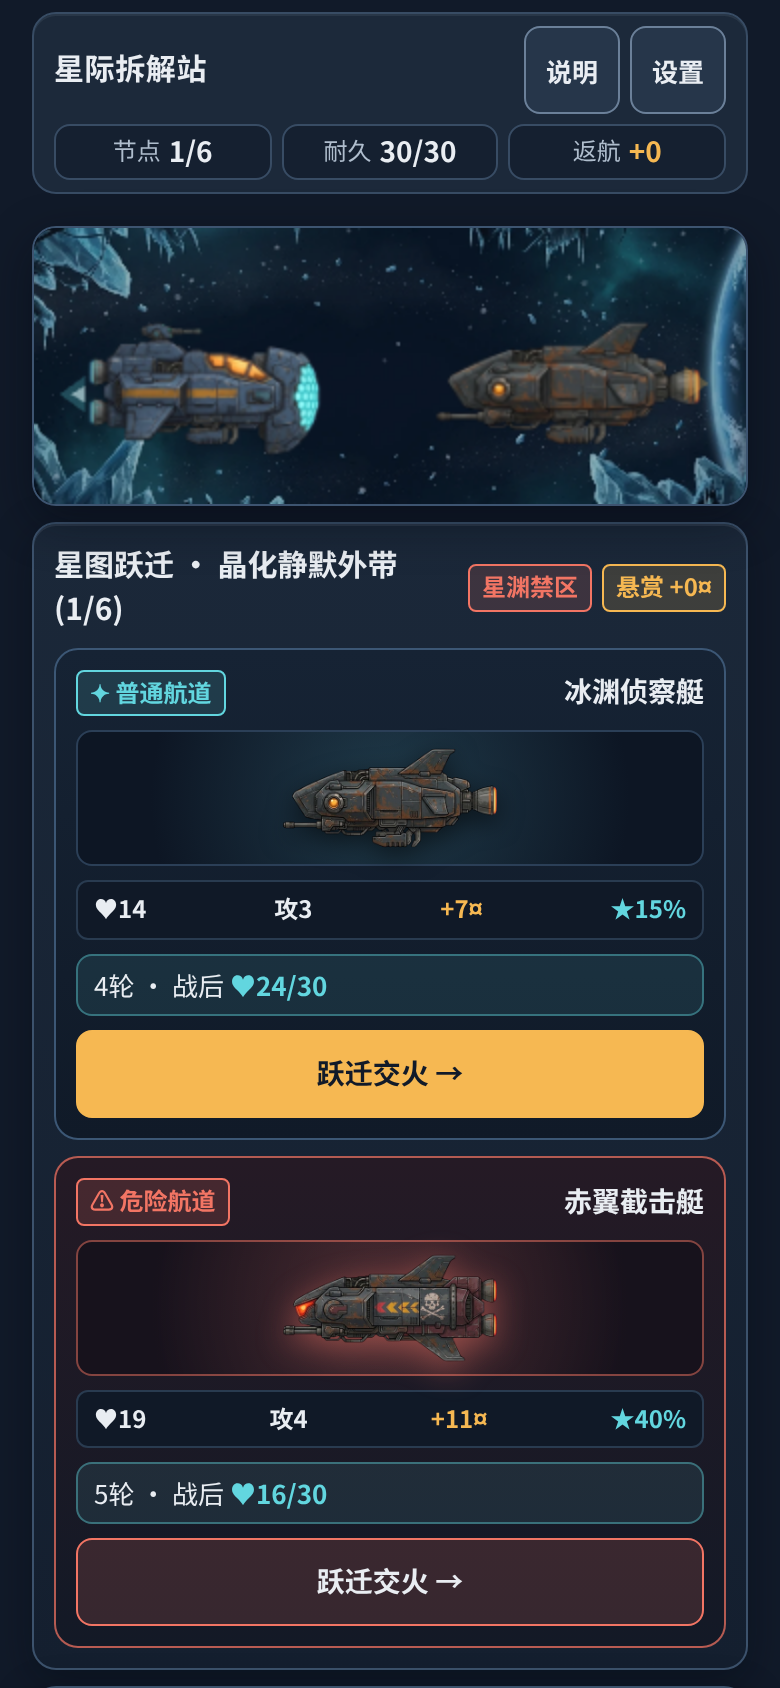 星际拆解站
说明
设置
节点 1/6
耐久 30/30
返航 +0
星图跃迁 · 晶化静默外带
(1/6)
星渊禁区
悬赏 +0¤
✦ 普通航道
冰渊侦察艇
♥14 攻3 +7¤ ★15%
4轮 · 战后 ♥24/30
跃迁交火 →
⚠ 危险航道
赤翼截击艇
♥19 攻4 +11¤ ★40%
5轮 · 战后 ♥16/30
跃迁交火 →